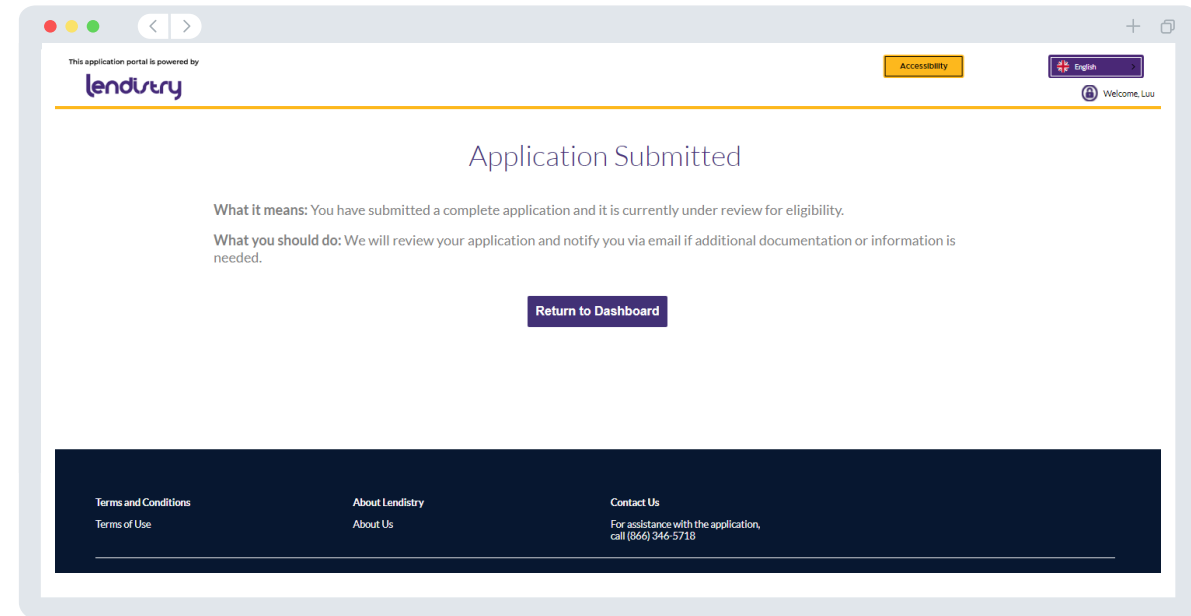 This application portal is powered by
lendistry
Accessibility
English
Welcome, Luu
Application Submitted
What it means: You have submitted a complete application and it is currently under review for eligibility.
What you should do: We will review your application and notify you via email if additional documentation or information is
needed.
Return to Dashboard
Terms and Conditions
Terms of Use
About Lendistry
About Us
Contact Us
For assistance with the application,
call (866) 346-5718